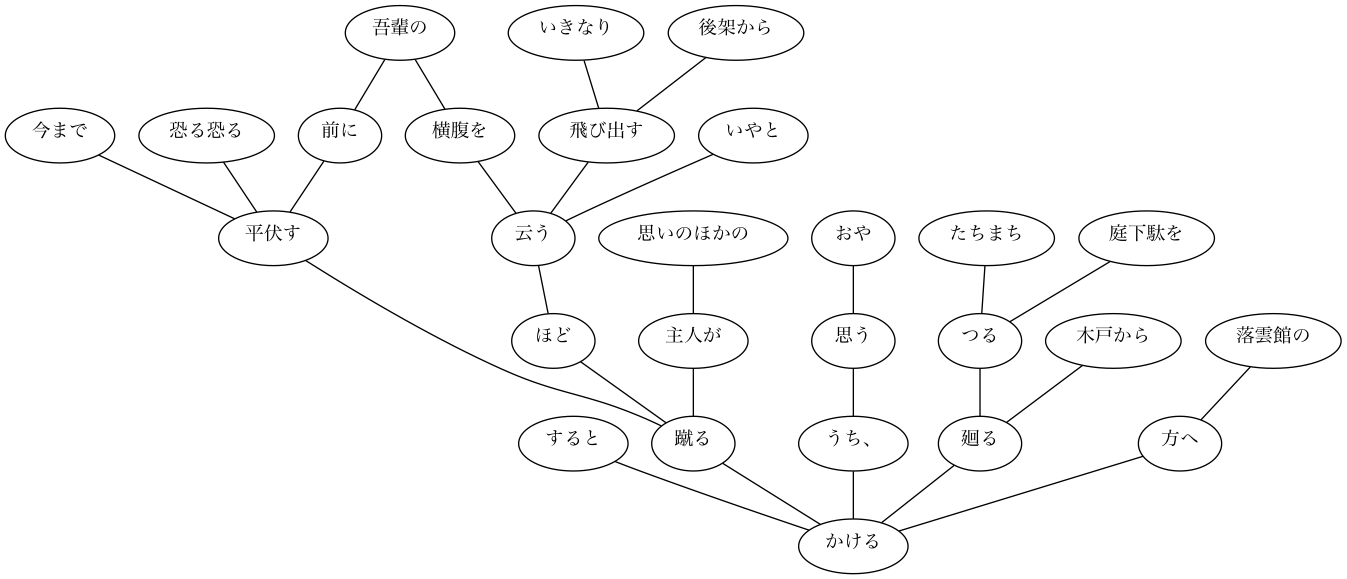 吾輩の
いきなり
後架から
今まで
恐る恐る
前に
横腹を
飛び出す
いやと
平伏す
云う
思いのほかの
おや
たちまち
庭下駄を
ほど
主人が
思う
つる
木戸から
落雲館の
すると
蹴る
うち、
廻る
方へ
かける